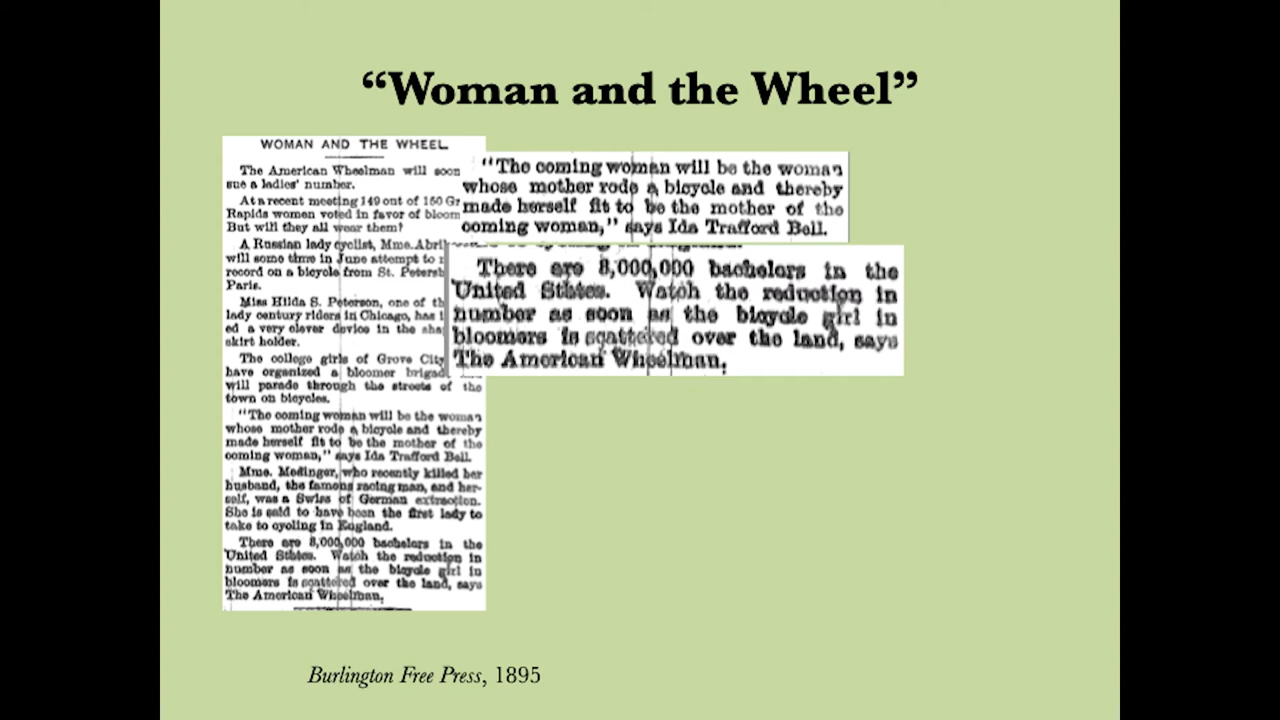 “Woman and the Wheel”
WOMAN AND THE WHEEL.
The American Wheelman will soon
sue a ladies' number.
At a recent meeting 149 out of 160 Gr
Rapids women voted in favor of bloom
But will they all wear them?
A Russian lady cyclist, Mme. Abril
will some time in June attempt to
record on a bicycle from St. Petersb
Paris.
Miss Hilda S. Peterson, one of th
lady century riders in Chicago, has i
ed a very clever device in the sha
skirt holder.
The college girls of Grove City
have organized a bloomer brigad
will parade through the streets of the
town on bicycles.
"The coming woman will be the woman
whose mother rode a bicycle and thereby
made herself fit to be the mother of the
coming woman," says Ida Trafford Bell.
Mme. Medinger, who recently killed her
husband, the famous racing man, and her-
self, was a Swiss of German extraction.
She is said to have been the first lady to
take to cycling in England.
There are 8,000,000 bachelors in the
United States. Watch the reduction in
number as soon as the bicycle girl in
bloomers is scattered over the land, says
The American Wheelman.
"The coming woman will be the woman
whose mother rode a bicycle and thereby
made herself fit to be the mother of the
coming woman," says Ida Trafford Bell.
There are 8,000,000 bachelors in the
United States. Watch the reduction in
number as soon as the bicycle girl in
bloomers is scattered over the land, says
The American Wheelman.
Burlington Free Press, 1895